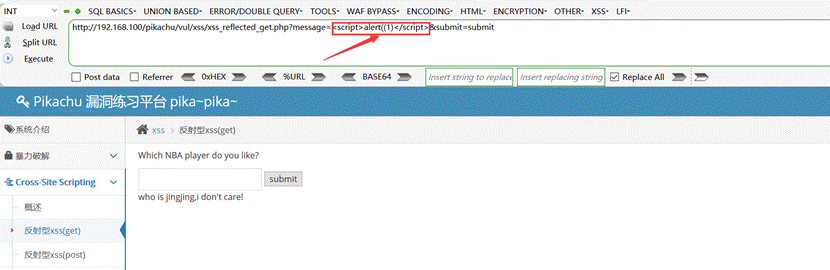 INT SQL BASICS UNION BASED ERROR/DOUBLE QUERY TOOLS WAF BYPASS ENCODING HTML ENCRYPTION OTHER XSS LFI
Load URL
http://192.168.100/pikachu/vul/xss/xss_reflected_get.php?message=<script>alert((1)</script>&submit=submit
Split URL
Execute
Post data Referrer 0xHEX %URL BASE64 Insert string to replace Insert replacing string Replace All
Pikachu 漏洞练习平台 pika~pika~
系统介绍
xss 反射型xss(get)
暴力破解
Which NBA player do you like?
Cross-Site Scripting
submit
who is jingjing,i don't care!
概述
反射型xss(get)
反射型xss(post)